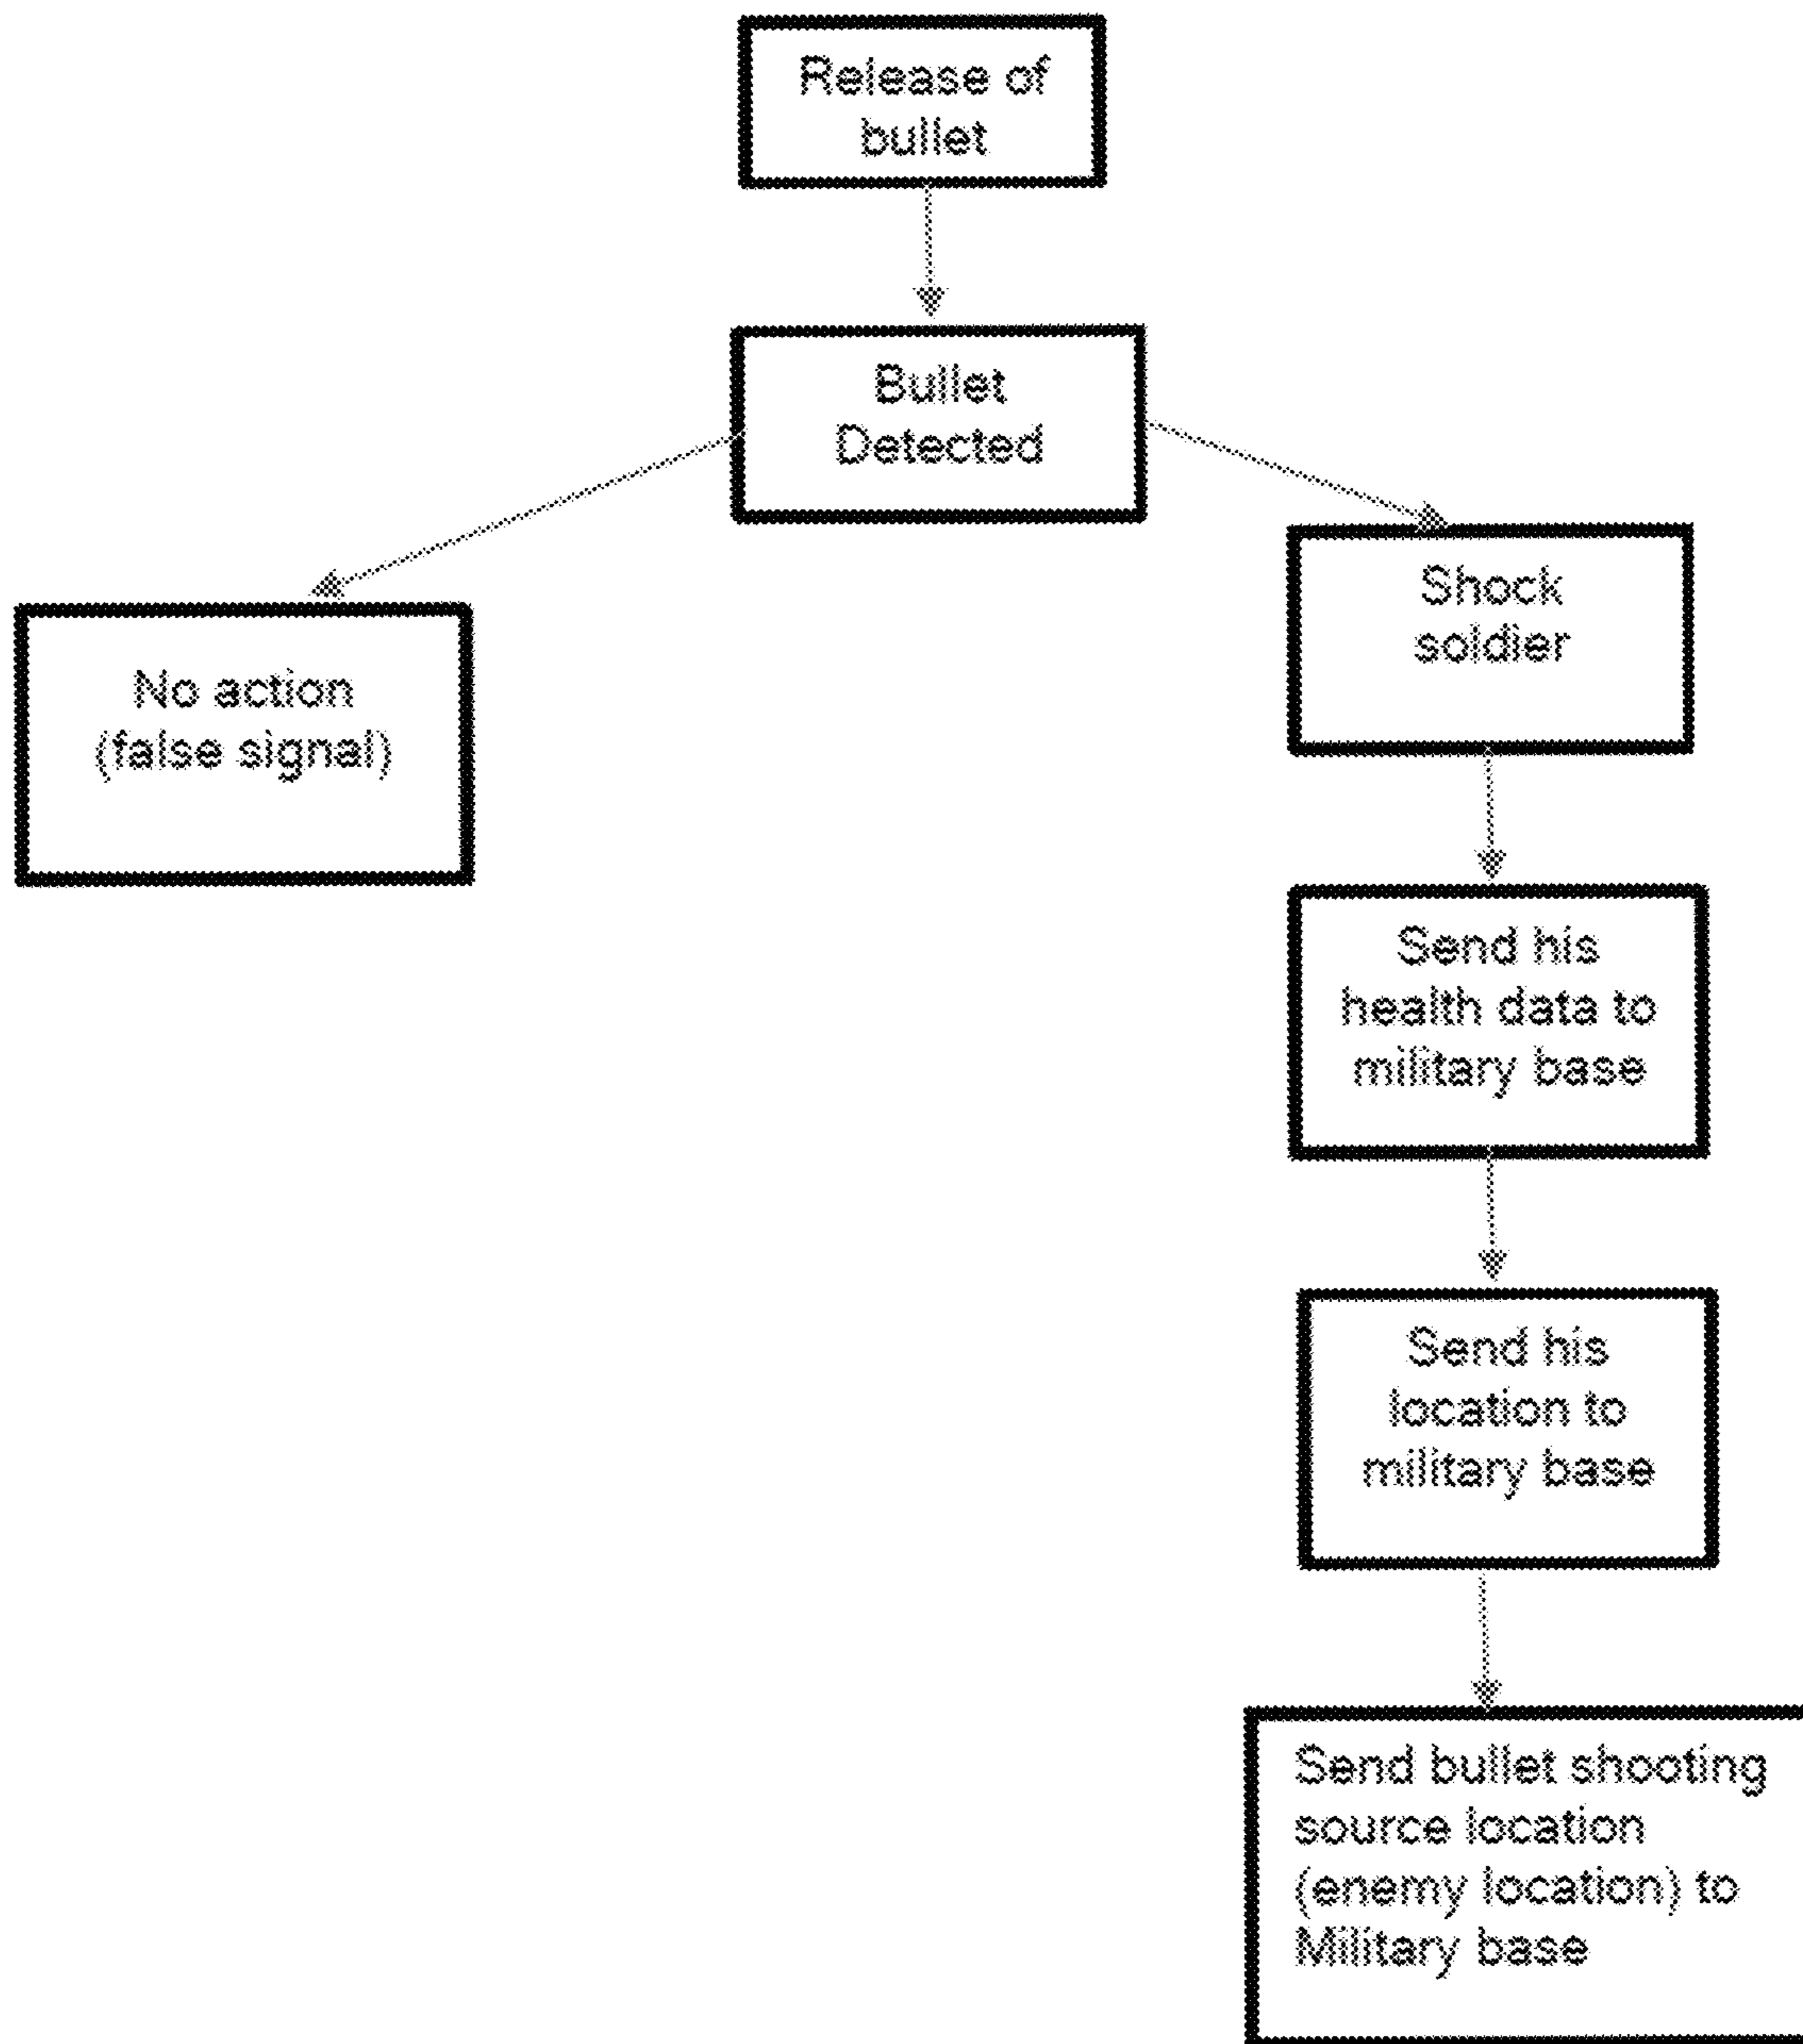 Release of
bullet
Bullet
Detected
Shock
soldier
No action
(false signal)
Send his
health data to
military base
Send his
location to
military base
Send bullet shooting
source location
(enemy location) to
Military base